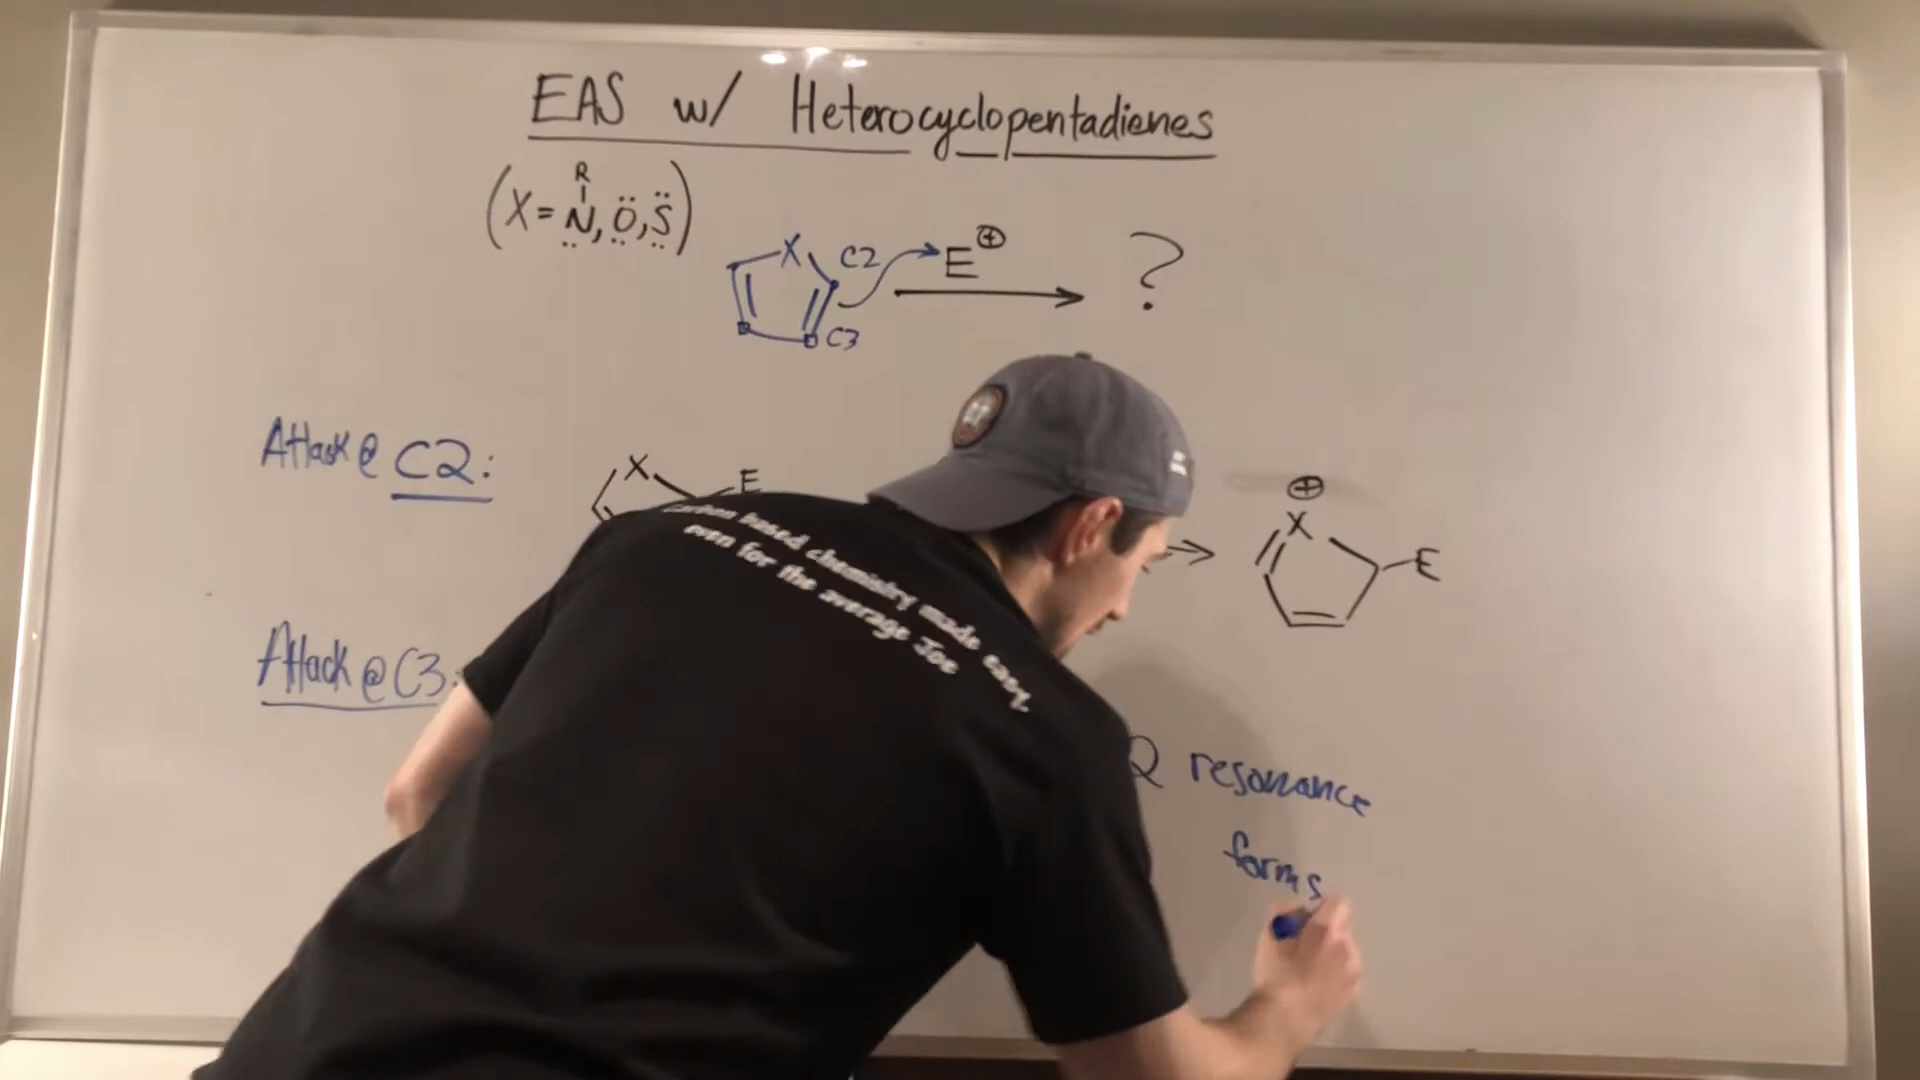 EAS w/ Heterocyclopentadienes
R
(X = N, O, S)
X C2 E⊕ ?
C3
Attack @ C2:
X E
⊕
X E
Attack @ C3:
2 resonance
forms
Carbon based chemistry made easy,
even for the average Joe